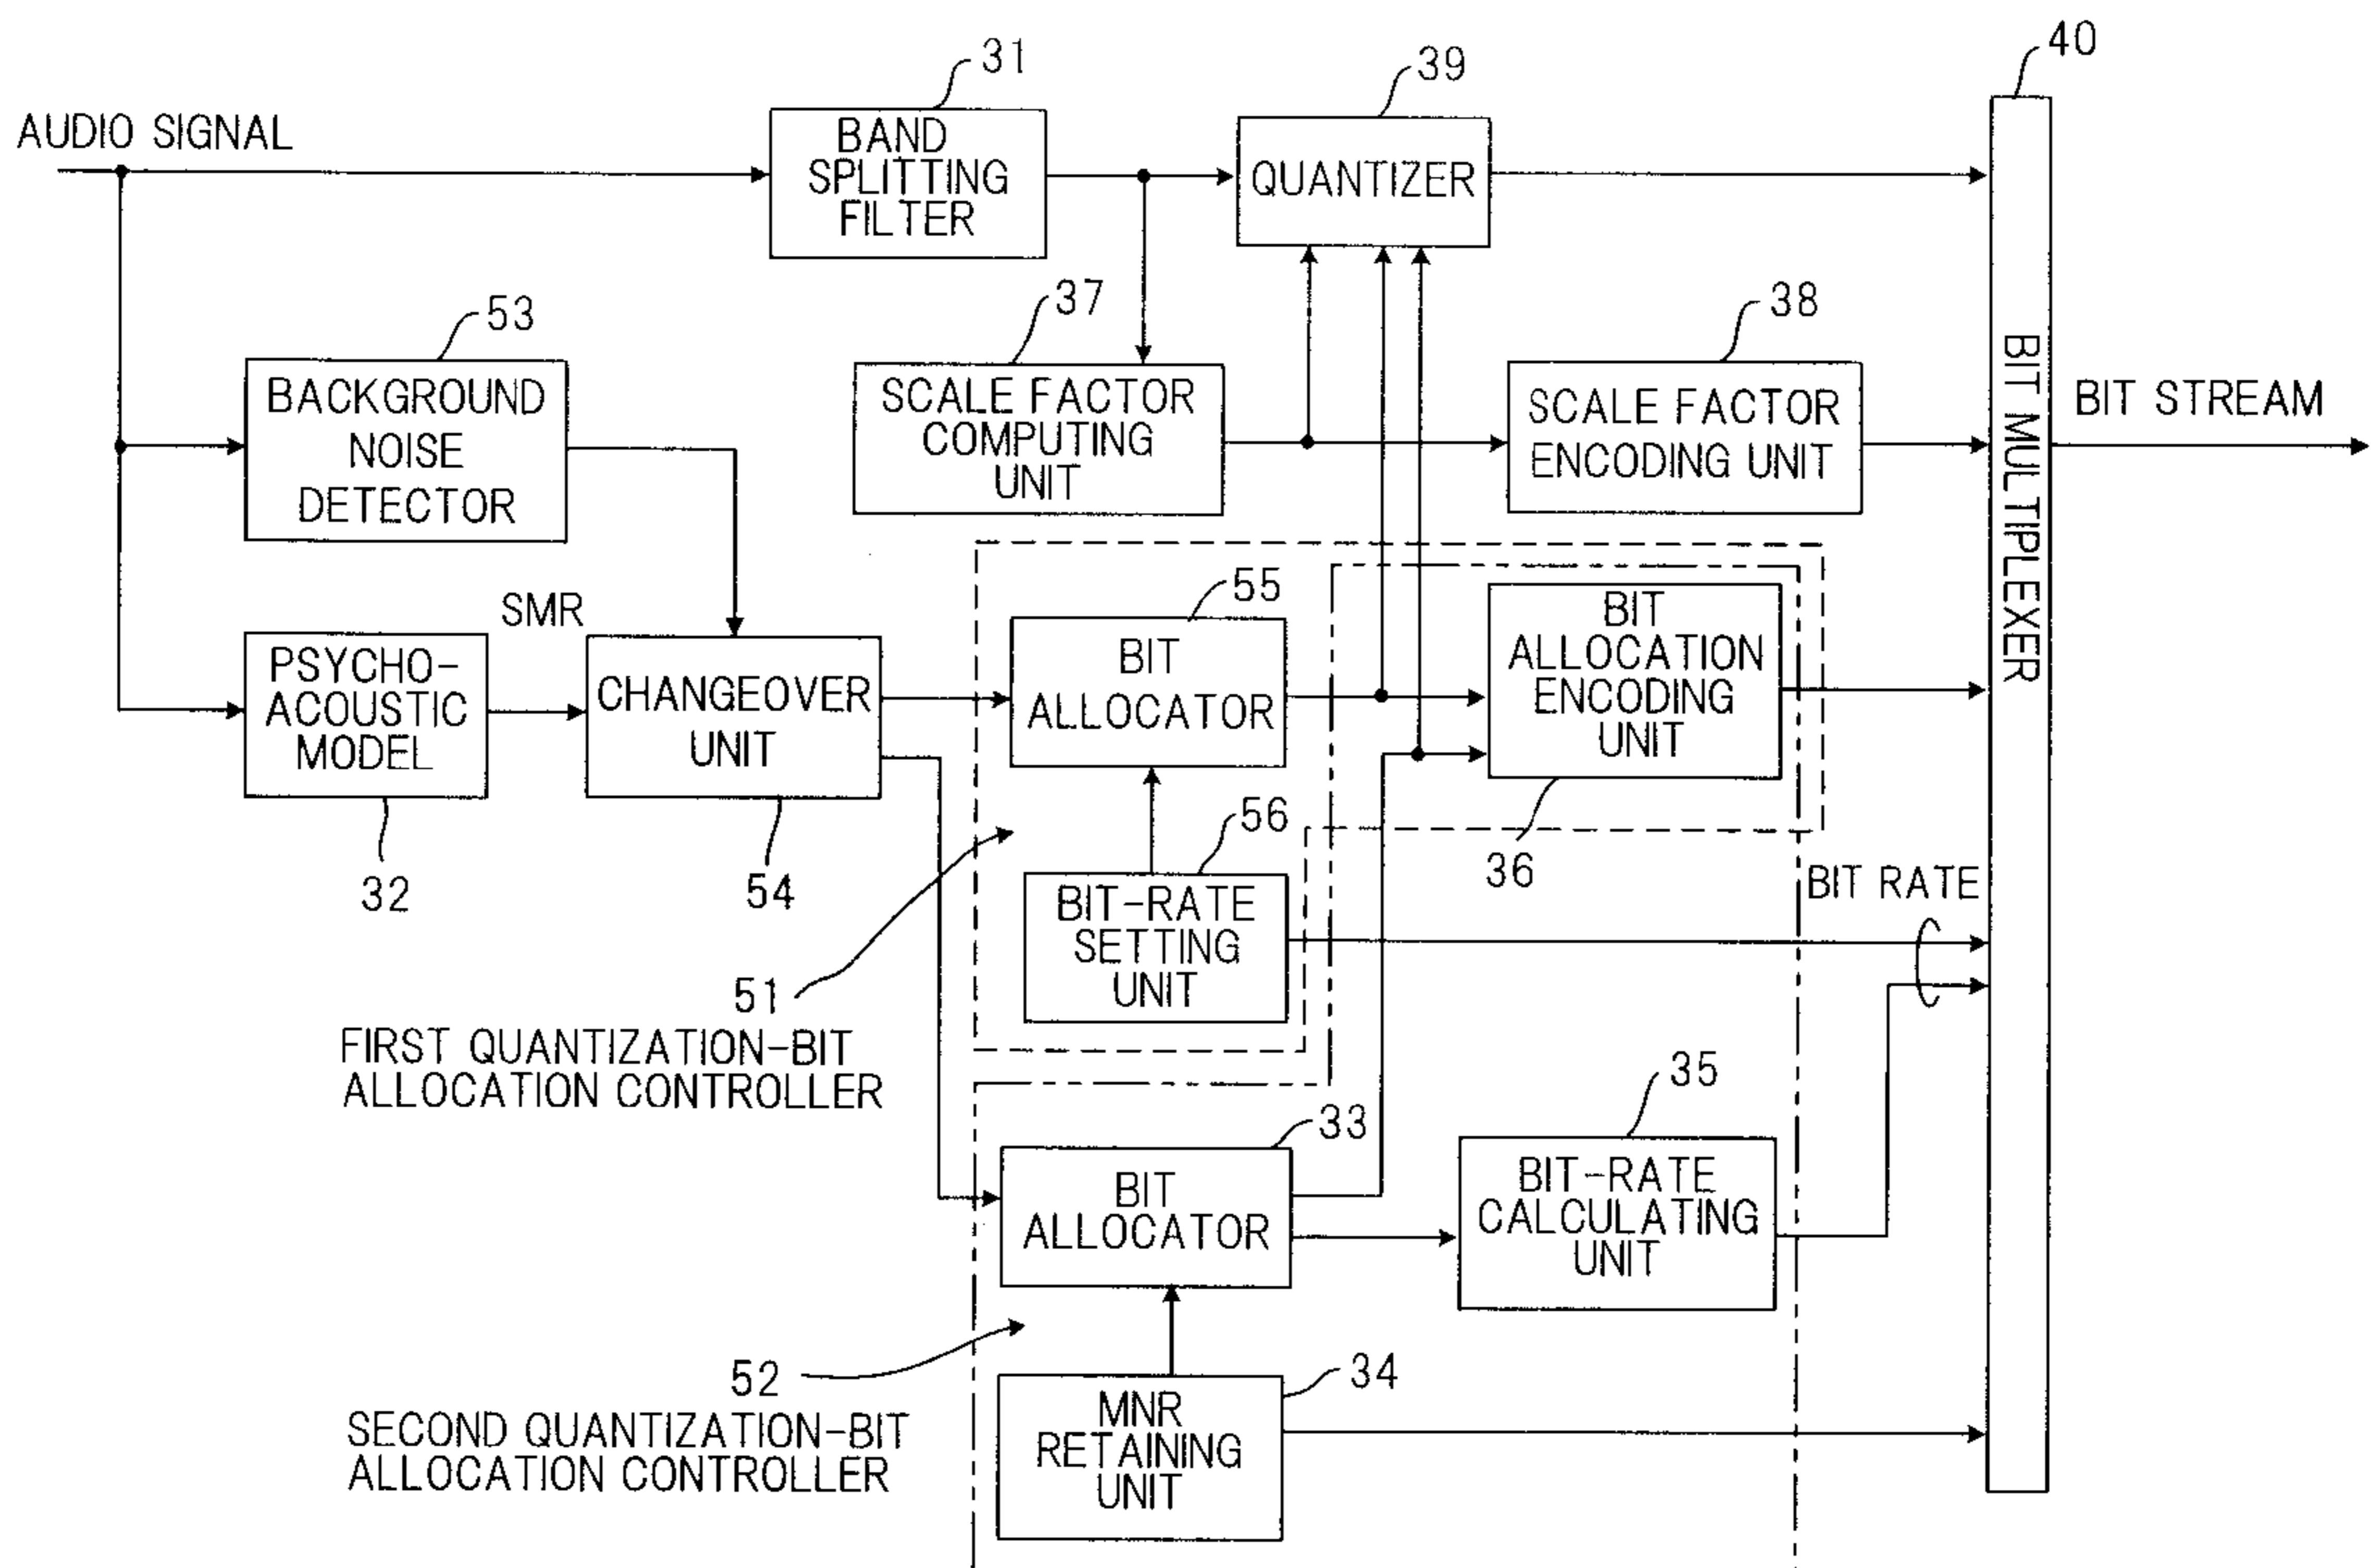 40
31
39
AUDIO SIGNAL
BAND
SPLITTING
FILTER
QUANTIZER
53
37
38
BACKGROUND
NOISE
DETECTOR
SCALE FACTOR
COMPUTING
UNIT
SCALE FACTOR
ENCODING UNIT
BIT MULTIPLEXER
BIT STREAM
SMR
55
PSYCHO-
ACOUSTIC
MODEL
CHANGEOVER
UNIT
BIT
ALLOCATOR
BIT
ALLOCATION
ENCODING
UNIT
32
54
56
36
BIT RATE
BIT-RATE
SETTING
UNIT
51
FIRST QUANTIZATION-BIT
ALLOCATION CONTROLLER
33
35
BIT
ALLOCATOR
BIT-RATE
CALCULATING
UNIT
52
SECOND QUANTIZATION-BIT
ALLOCATION CONTROLLER
34
MNR
RETAINING
UNIT